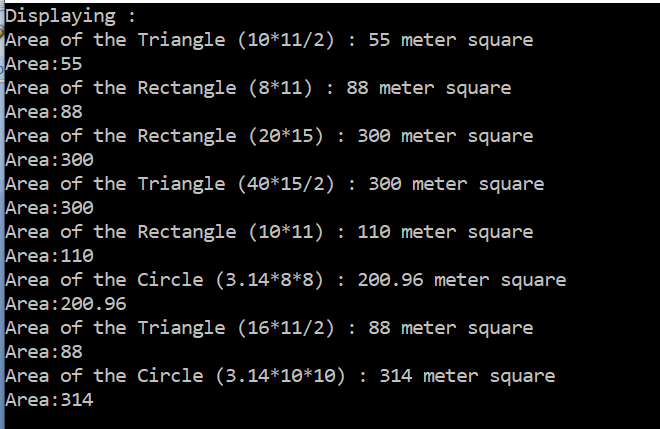 Displaying :
Area of the Triangle (10*11/2) : 55 meter square
Area:55
Area of the Rectangle (8*11) : 88 meter square
Area:88
Area of the Rectangle (20*15) : 300 meter square
Area:300
Area of the Triangle (40*15/2) : 300 meter square
Area:300
Area of the Rectangle (10*11) : 110 meter square
Area:110
Area of the Circle (3.14*8*8) : 200.96 meter square
Area:200.96
Area of the Triangle (16*11/2) : 88 meter square
Area:88
Area of the Circle (3.14*10*10) : 314 meter square
Area:314